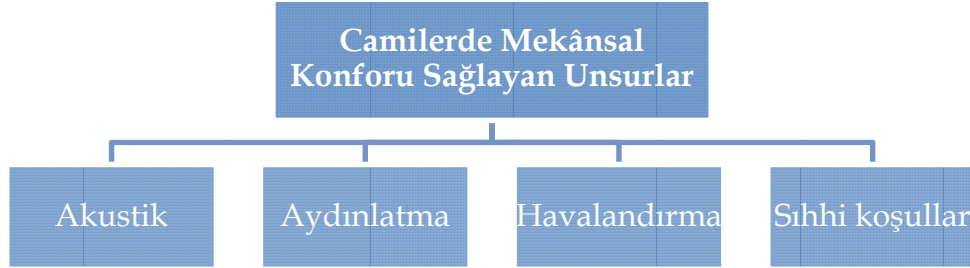 Camilerde Mekânsal
Konforu Sağlayan Unsurlar
Akustik
Aydınlatma
Havalandırma
Sıhhi koşullar